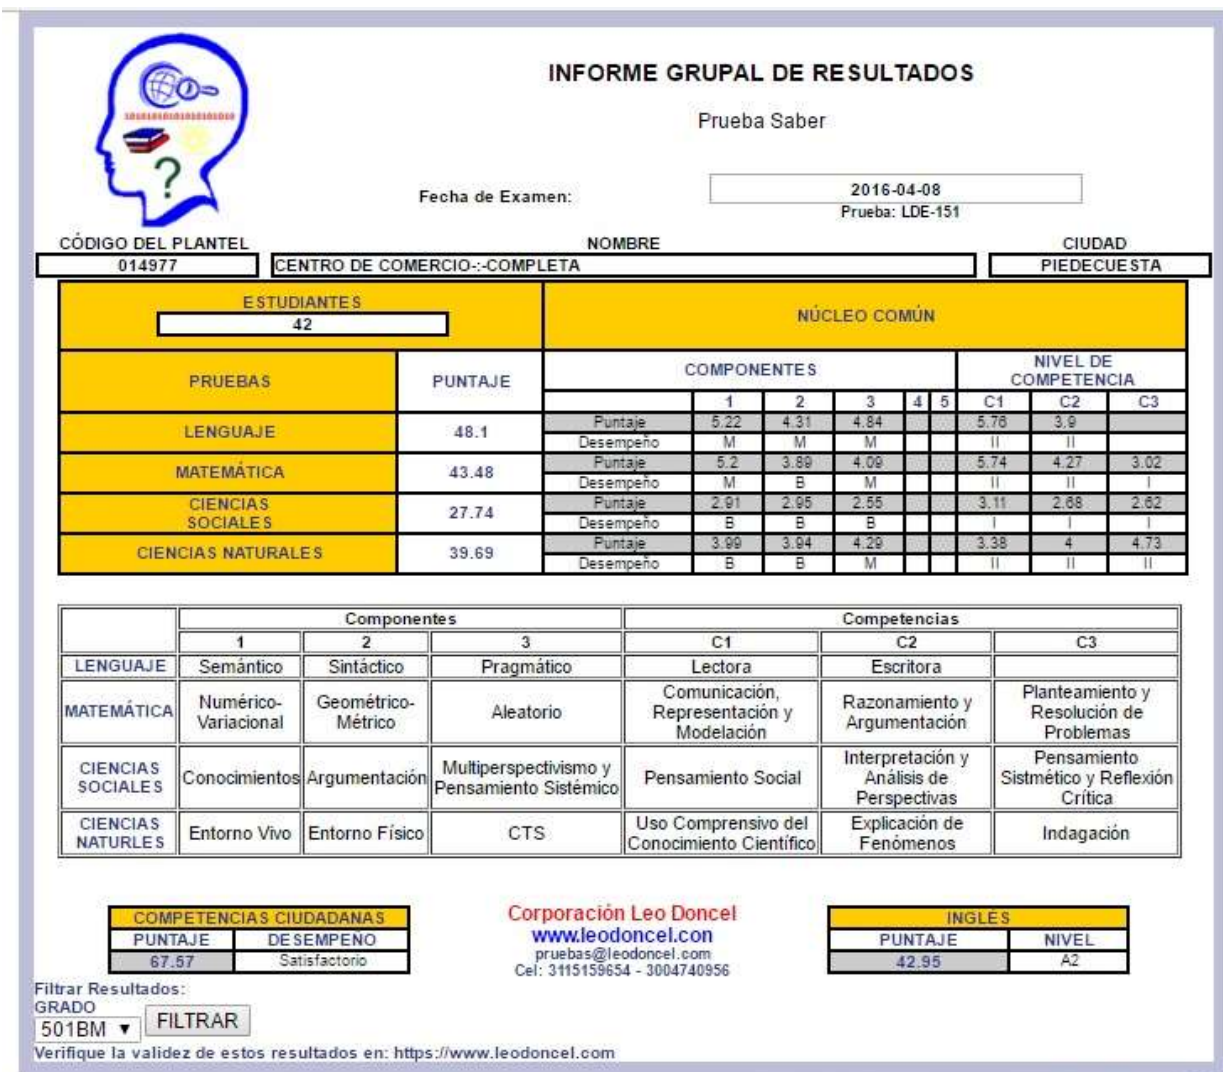 INFORME GRUPAL DE RESULTADOS
Prueba Saber
1010101010101010101010
?
Fecha de Examen: 2016-04-08
Prueba: LDE-151
CÓDIGO DEL PLANTEL NOMBRE CIUDAD
014977 CENTRO DE COMERCIO-:-COMPLETA PIEDECUESTA
ESTUDIANTES
42
NÚCLEO COMÚN
PRUEBAS PUNTAJE COMPONENTES NIVEL DE COMPETENCIA
1 2 3 4 5 C1 C2 C3
LENGUAJE 48.1 Puntaje 5.22 4.31 4.84 5.76 3.9
Desempeño M M M II II
MATEMÁTICA 43.48 Puntaje 5.2 3.89 4.09 5.74 4.27 3.02
Desempeño M B M II II I
CIENCIAS SOCIALES 27.74 Puntaje 2.91 2.95 2.55 3.11 2.68 2.62
Desempeño B B B I I I
CIENCIAS NATURALES 39.69 Puntaje 3.99 3.94 4.29 3.38 4 4.73
Desempeño B B M II II II
Componentes Competencias
1 2 3 C1 C2 C3
LENGUAJE Semántico Sintáctico Pragmático Lectora Escritora
MATEMÁTICA Numérico-Variacional Geométrico-Métrico Aleatorio Comunicación, Representación y Modelación Razonamiento y Argumentación Planteamiento y Resolución de Problemas
CIENCIAS SOCIALES Conocimientos Argumentación Multiperspectivismo y Pensamiento Sistémico Pensamiento Social Interpretación y Análisis de Perspectivas Pensamiento Sistmético y Reflexión Crítica
CIENCIAS NATURLES Entorno Vivo Entorno Físico CTS Uso Comprensivo del Conocimiento Científico Explicación de Fenómenos Indagación
COMPETENCIAS CIUDADANAS
PUNTAJE DESEMPEÑO
67.57 Satisfactorio
Corporación Leo Doncel
www.leodoncel.con
pruebas@leodoncel.com
Cel: 3115159654 - 3004740956
INGLÉS
PUNTAJE NIVEL
42.95 A2
Filtrar Resultados:
GRADO
501BM ▼ FILTRAR
Verifique la validez de estos resultados en: https://www.leodoncel.com